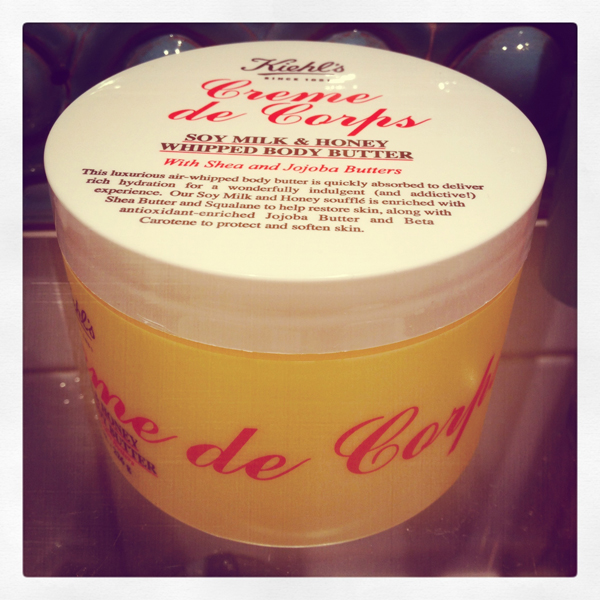 Kiehl's
SINCE 1851
Creme
de Corps
SOY MILK & HONEY
WHIPPED BODY BUTTER
With Shea and Jojoba Butters
This luxurious air-whipped body butter is quickly absorbed to deliver
rich hydration for a wonderfully indulgent (and addictive!)
experience. Our Soy Milk and Honey soufflé is enriched with
Shea Butter and Squalane to help restore skin, along with
antioxidant-enriched Jojoba Butter and Beta
Carotene to protect and soften skin.
de Corp
HONEY
BUTTER